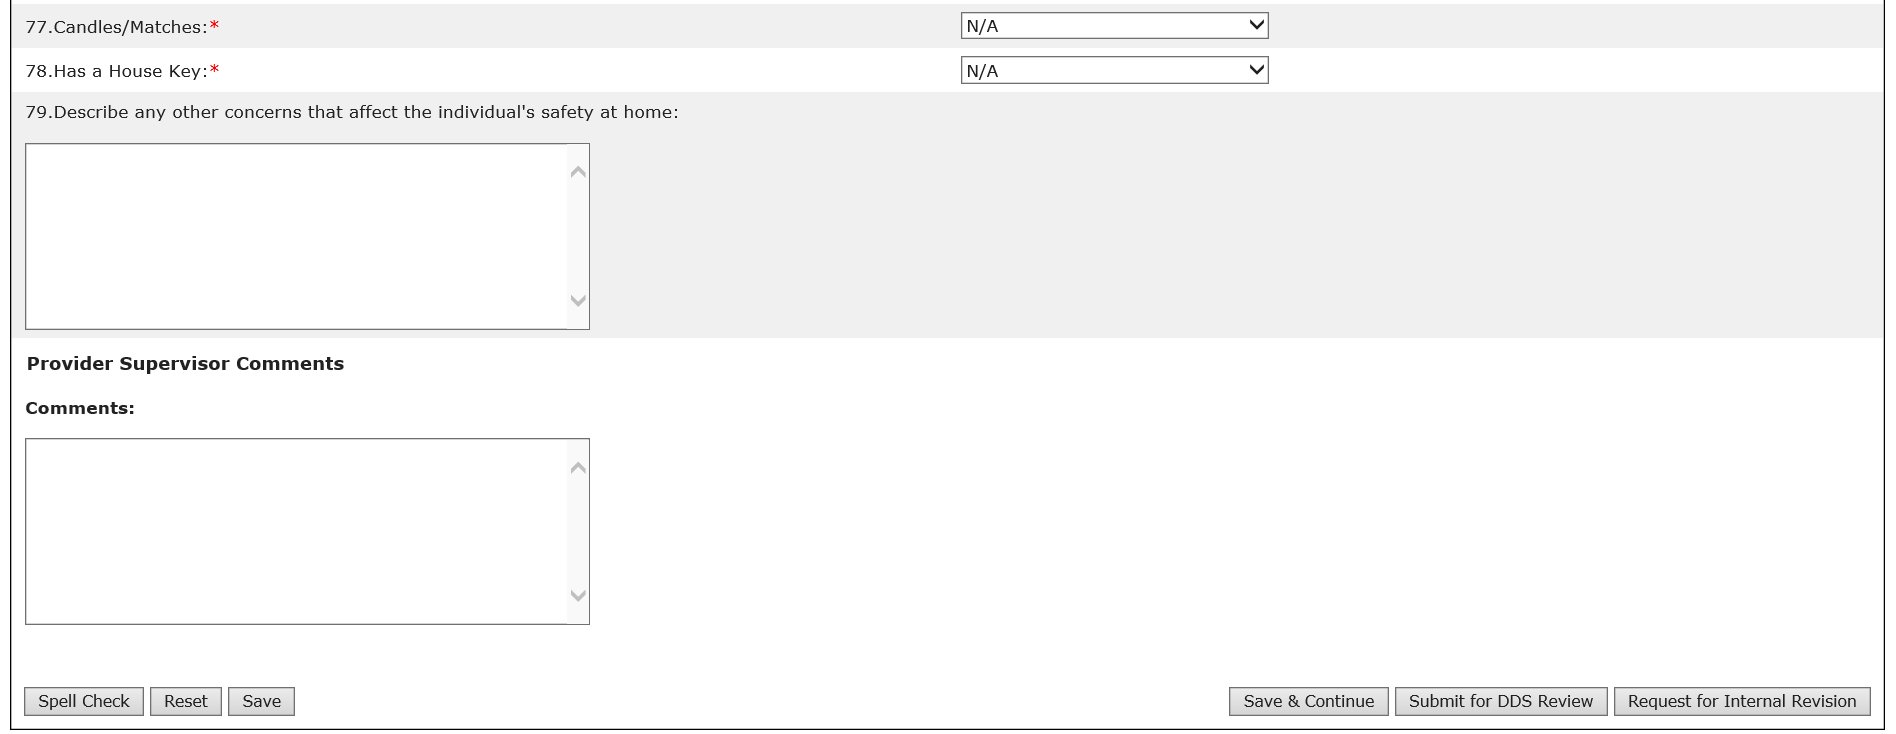 77.Candles/Matches:* N/A
78.Has a House Key:* N/A
79.Describe any other concerns that affect the individual's safety at home:
Provider Supervisor Comments
Comments:
Spell Check Reset Save Save & Continue Submit for DDS Review Request for Internal Revision